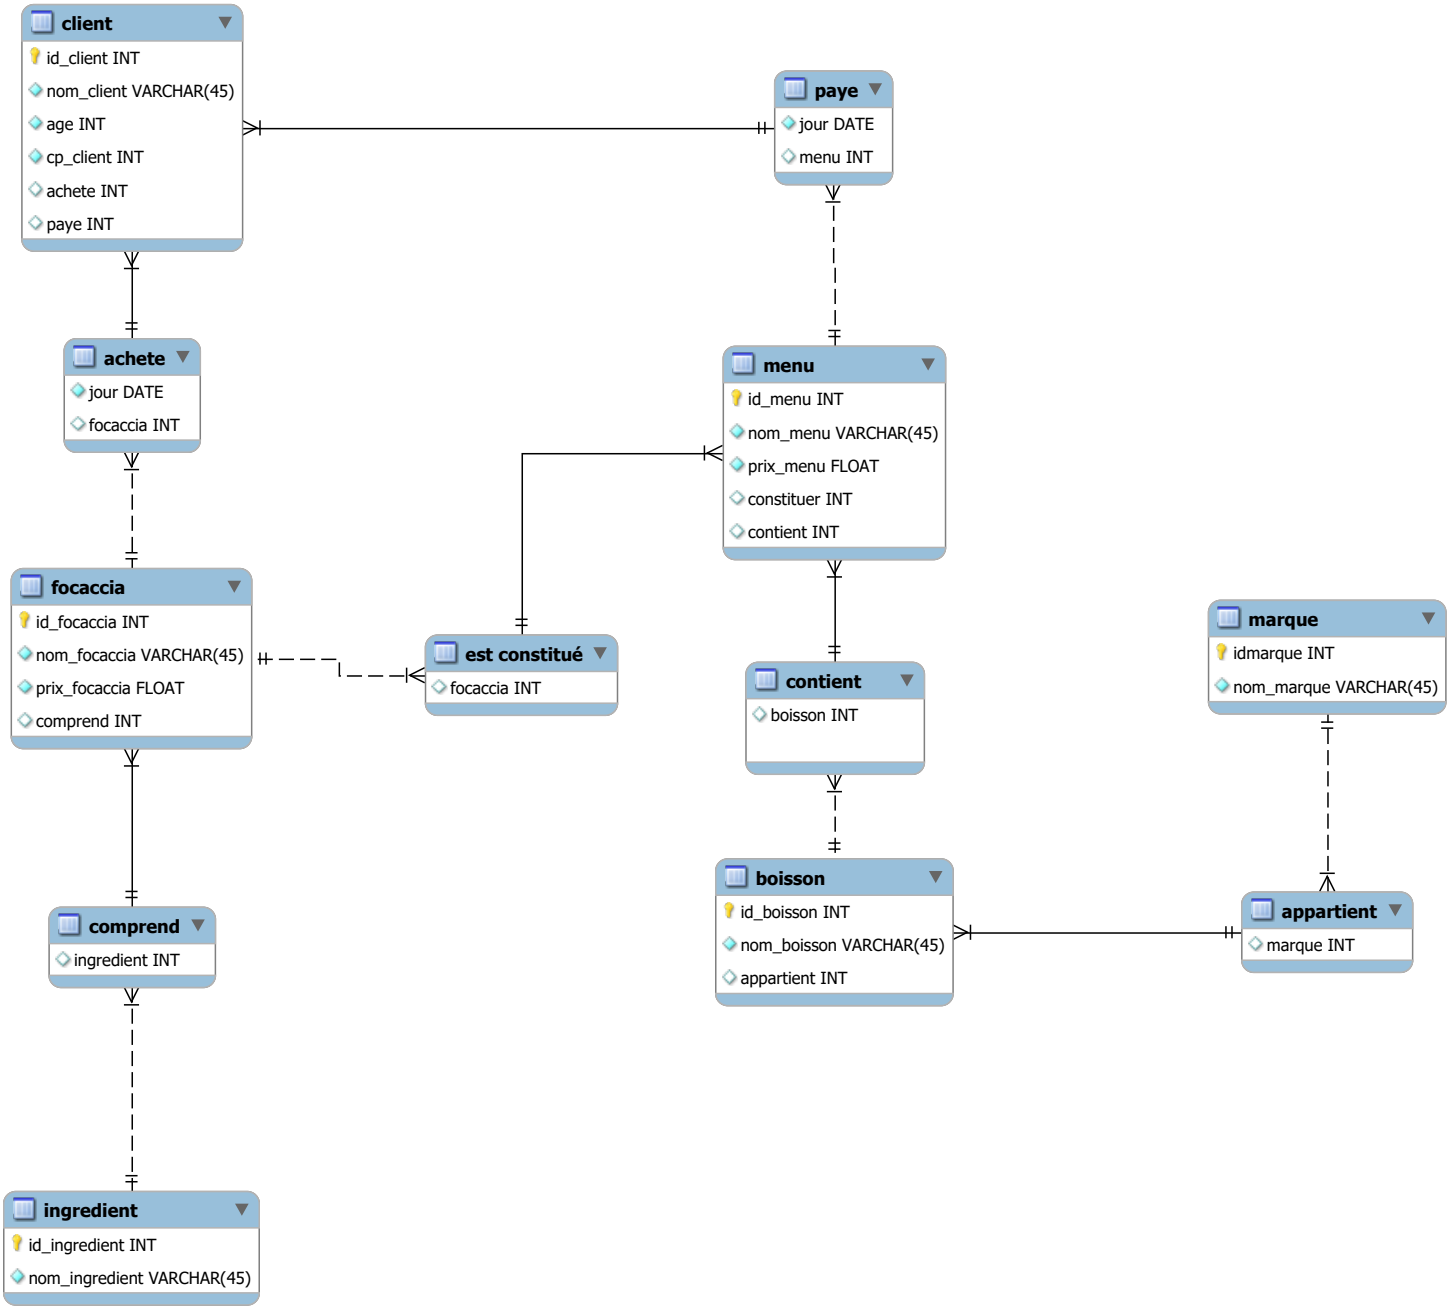 client
id_client INT
nom_client VARCHAR(45)
age INT
cp_client INT
achete INT
paye INT
paye
jour DATE
menu INT
achete
jour DATE
focaccia INT
menu
id_menu INT
nom_menu VARCHAR(45)
prix_menu FLOAT
constituer INT
contient INT
focaccia
id_focaccia INT
nom_focaccia VARCHAR(45)
prix_focaccia FLOAT
comprend INT
est constitué
focaccia INT
contient
boisson INT
marque
idmarque INT
nom_marque VARCHAR(45)
boisson
id_boisson INT
nom_boisson VARCHAR(45)
appartient INT
appartient
marque INT
comprend
ingredient INT
ingredient
id_ingredient INT
nom_ingredient VARCHAR(45)